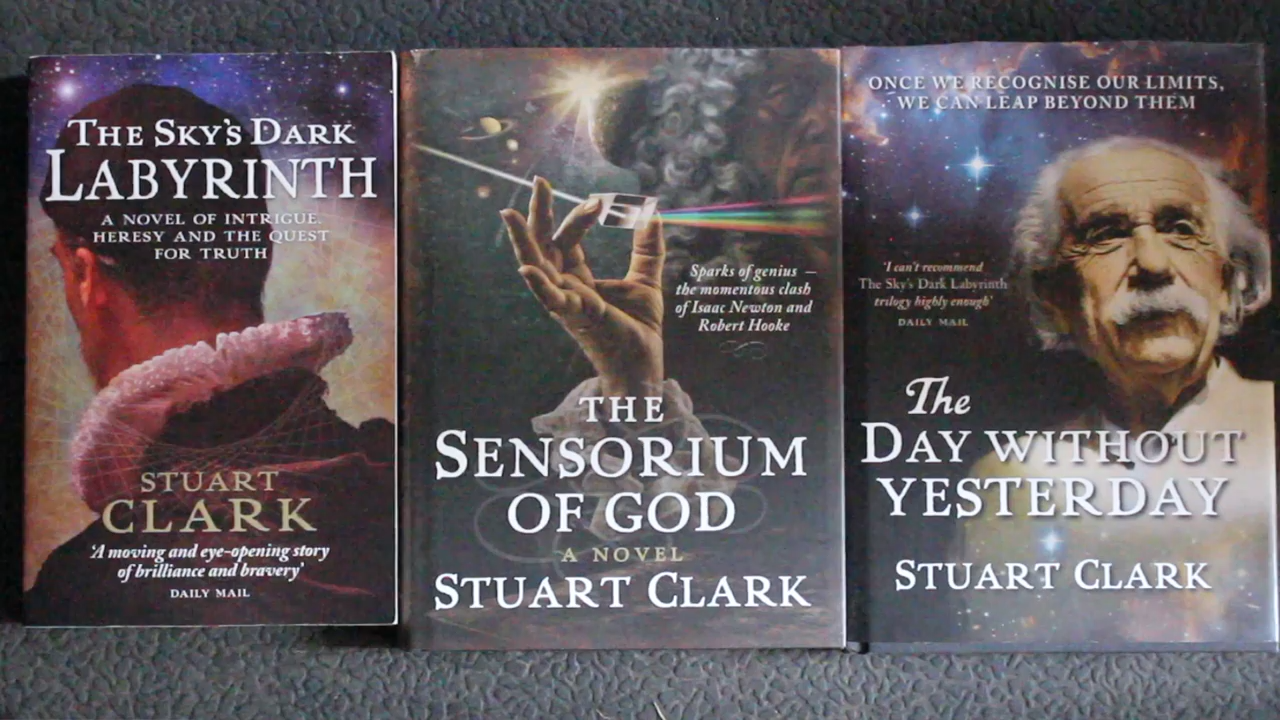 THE SKY'S DARK
LABYRINTH
A NOVEL OF INTRIGUE,
HERESY AND THE QUEST
FOR TRUTH
STUART
CLARK
'A moving and eye-opening story
of brilliance and bravery'
DAILY MAIL
Sparks of genius —
the momentous clash
of Isaac Newton and
Robert Hooke
THE
SENSORIUM
OF GOD
A NOVEL
STUART CLARK
ONCE WE RECOGNISE OUR LIMITS,
WE CAN LEAP BEYOND THEM
'I can't recommend
The Sky's Dark Labyrinth
trilogy highly enough'
DAILY MAIL
The
DAY WITHOUT
YESTERDAY
STUART CLARK